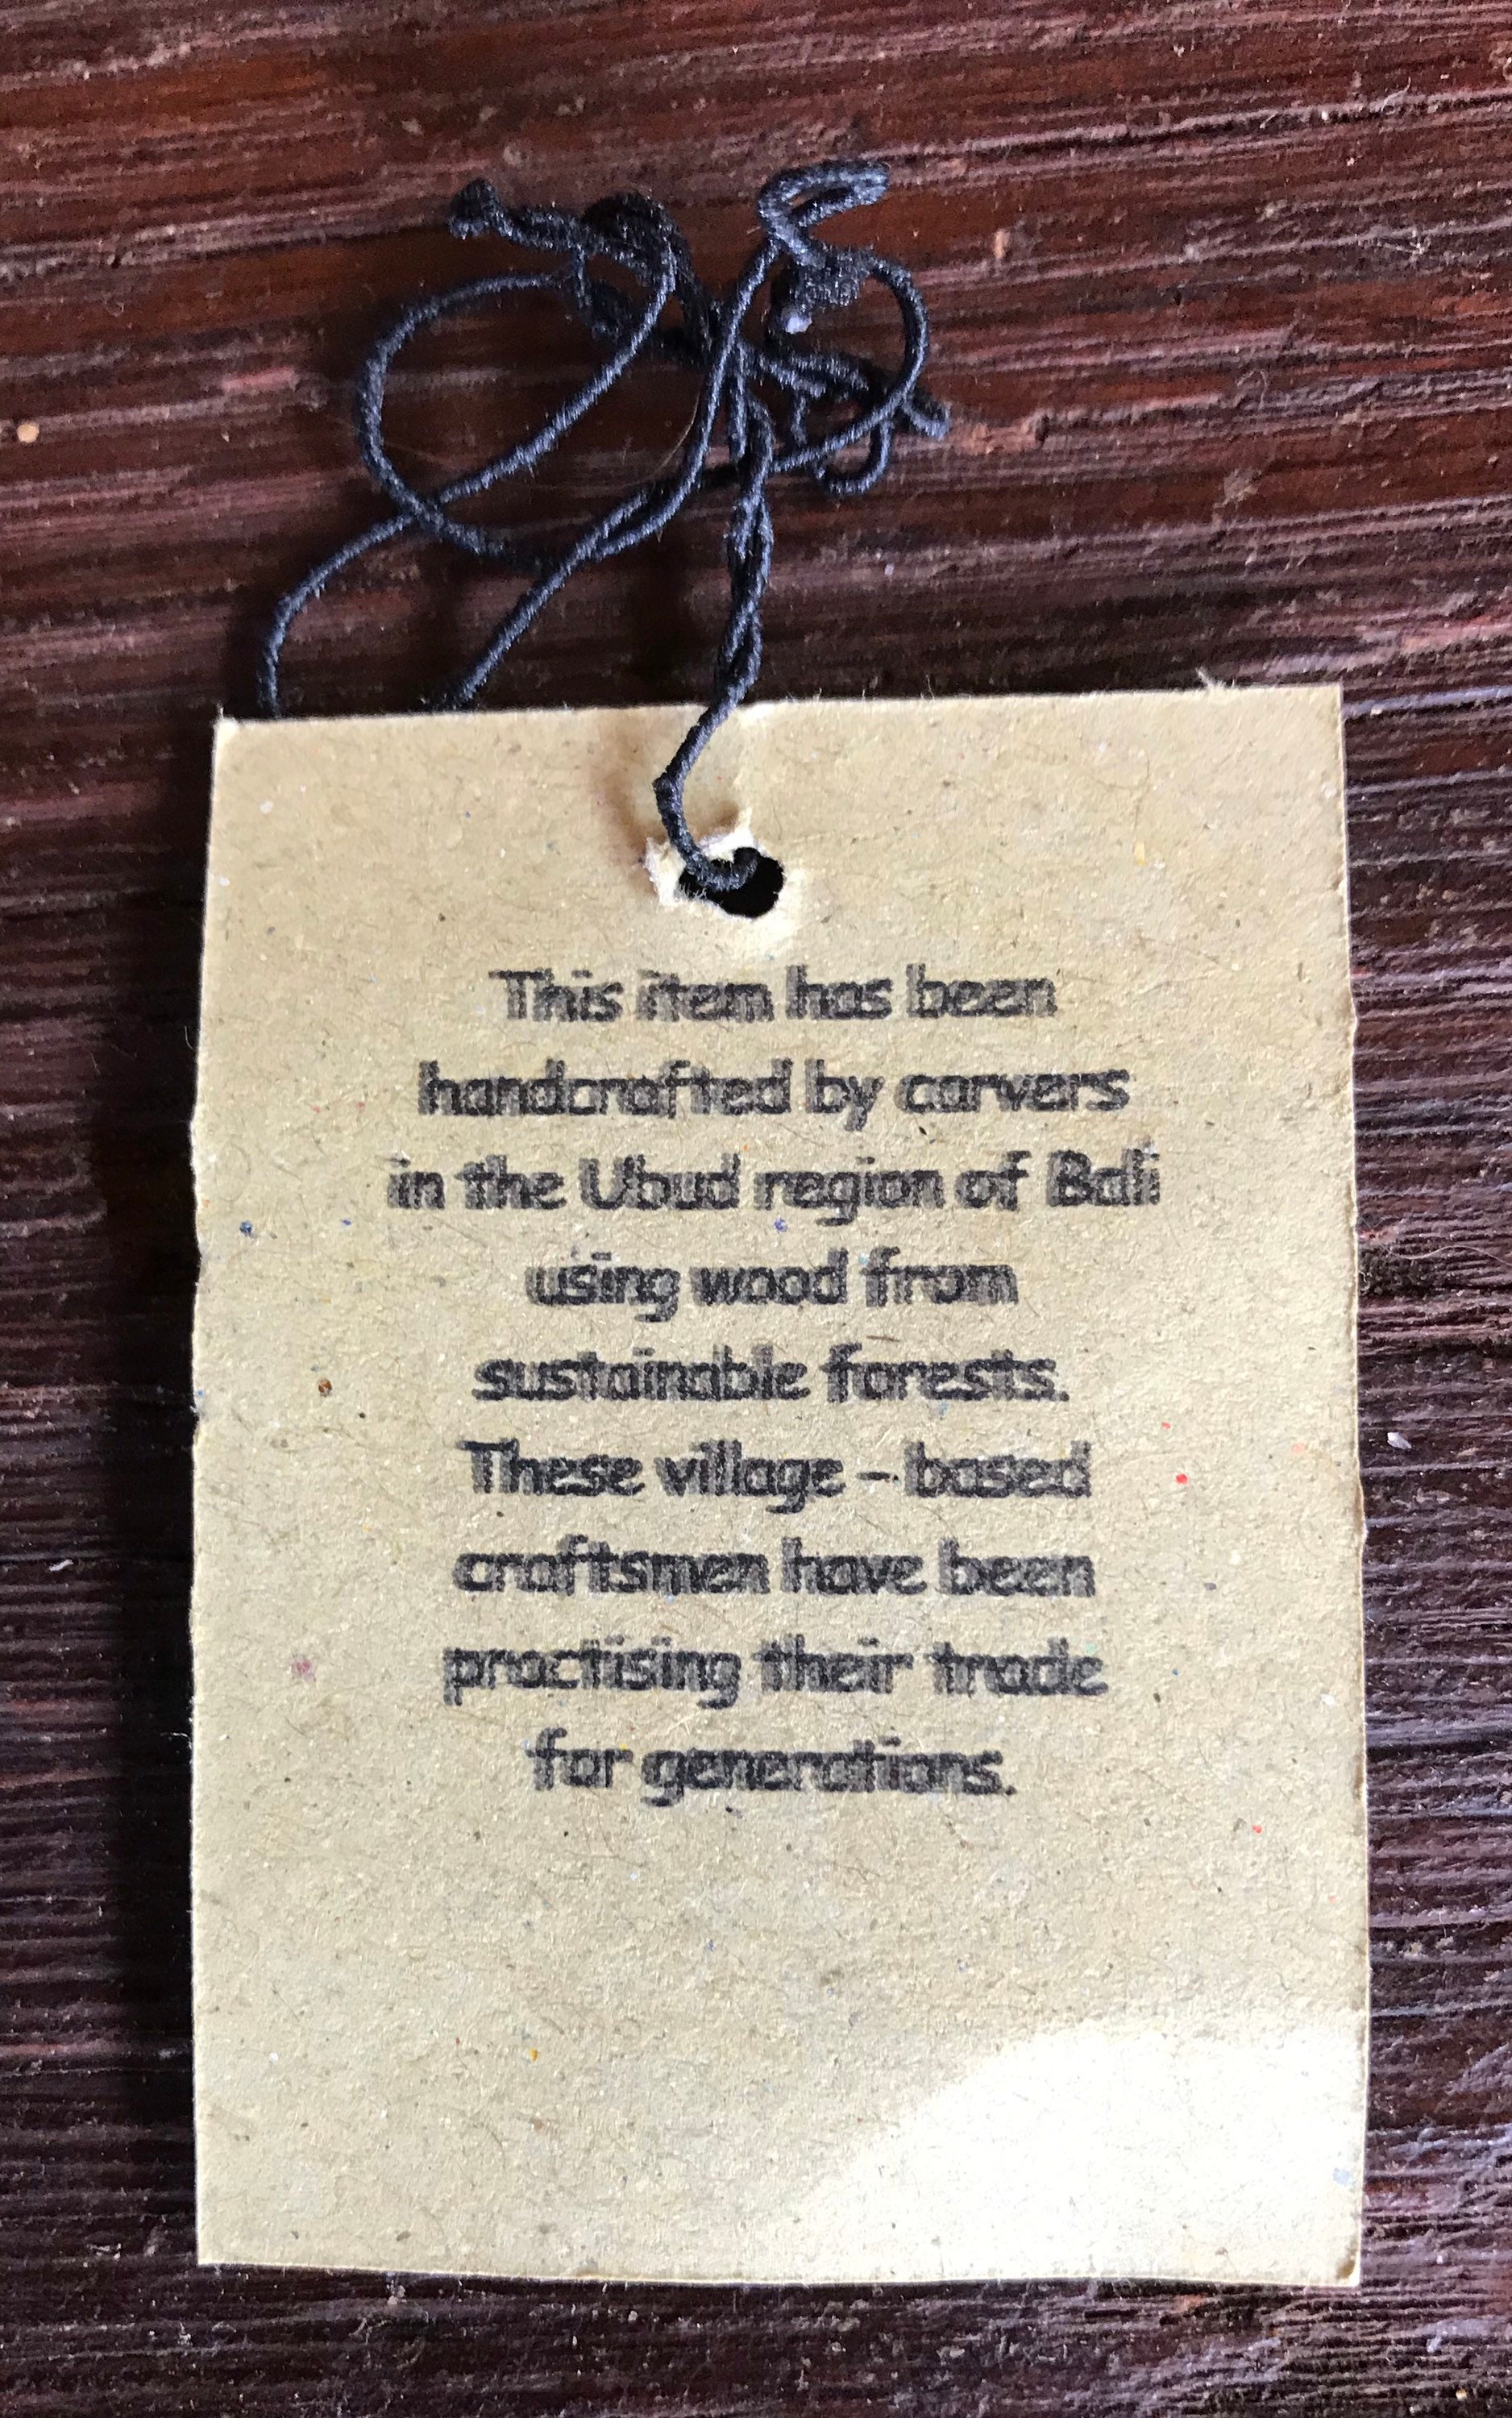 This item has been
handcrafted by carvers
in the Ubud region of Bali
using wood from
sustainable forests.
These village - based
craftsmen have been
practising their trade
for generations.